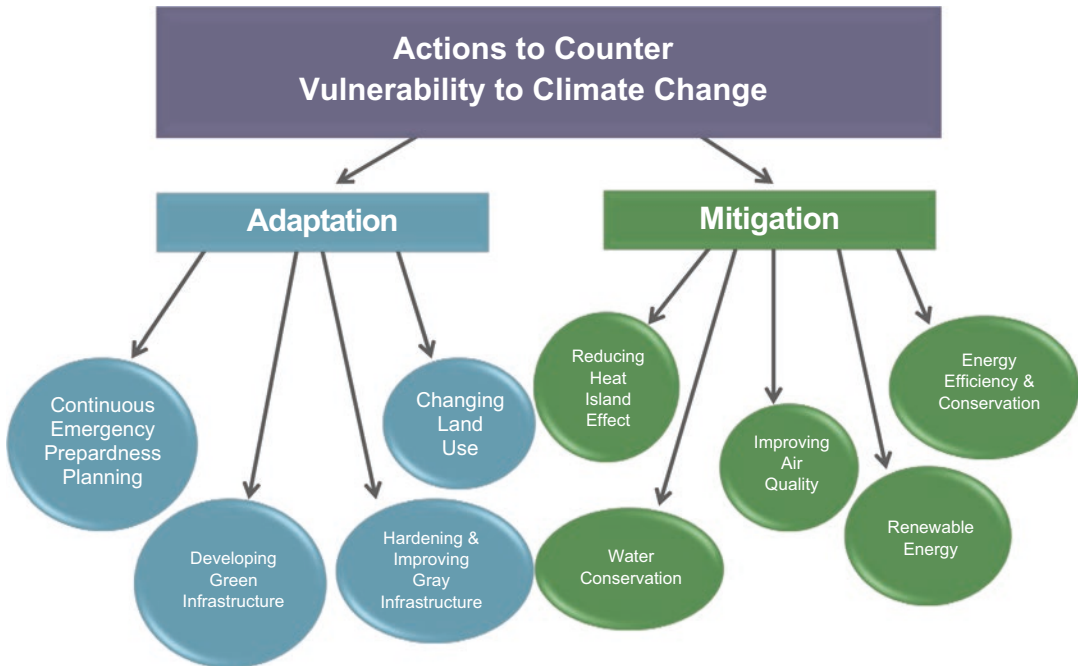 Actions to Counter
Vulnerability to Climate Change
Adaptation
Mitigation
Continuous
Emergency
Prepardness
Planning
Developing
Green
Infrastructure
Hardening &
Improving
Gray
Infrastructure
Changing
Land
Use
Reducing
Heat
Island
Effect
Water
Conservation
Improving
Air
Quality
Renewable
Energy
Energy
Efficiency &
Conservation